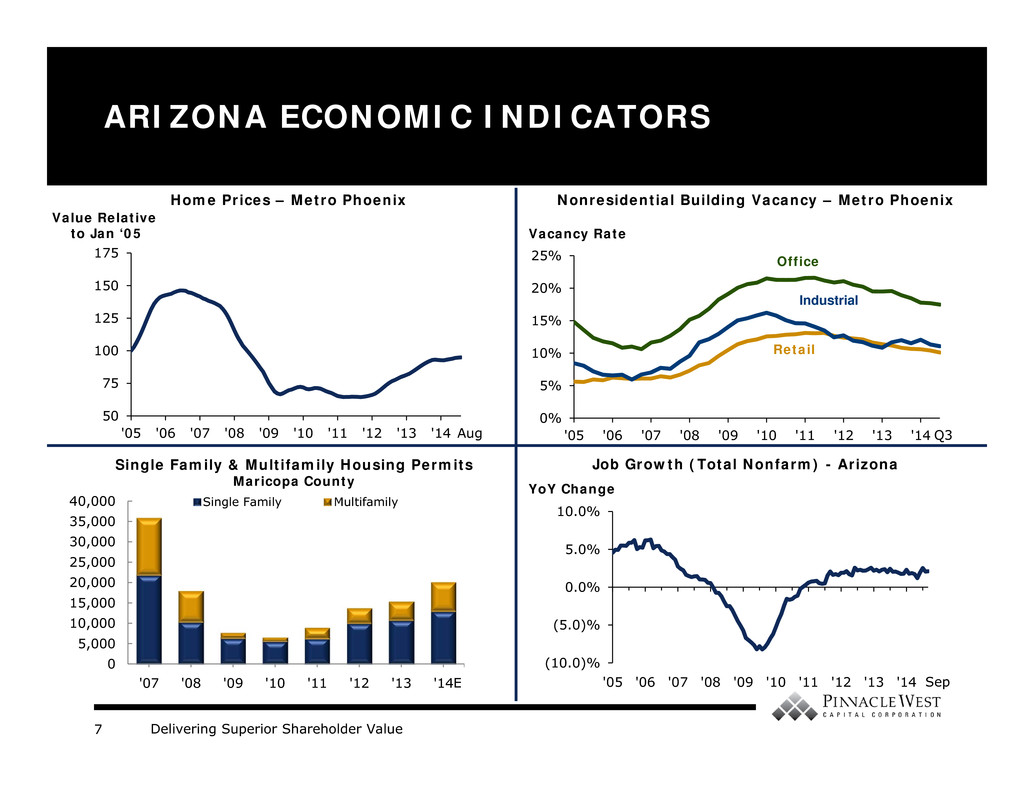 ARIZONA ECONOMIC INDICATORS
Home Prices – Metro Phoenix
Value Relative
to Jan ‘05
175
150
125
100
75
50
'05 '06 '07 '08 '09 '10 '11 '12 '13 '14 Aug
Nonresidential Building Vacancy – Metro Phoenix
Vacancy Rate
25%
20%
15%
10%
5%
0%
Office
Industrial
Retail
'05 '06 '07 '08 '09 '10 '11 '12 '13 '14 Q3
Single Family & Multifamily Housing Permits
Maricopa County
Single Family Multifamily
40,000
35,000
30,000
25,000
20,000
15,000
10,000
5,000
0
'07 '08 '09 '10 '11 '12 '13 '14E
Job Growth (Total Nonfarm) - Arizona
YoY Change
10.0%
5.0%
0.0%
(5.0)%
(10.0)%
'05 '06 '07 '08 '09 '10 '11 '12 '13 '14 Sep
PINNACLE WEST
CAPITAL CORPORATION
7 Delivering Superior Shareholder Value